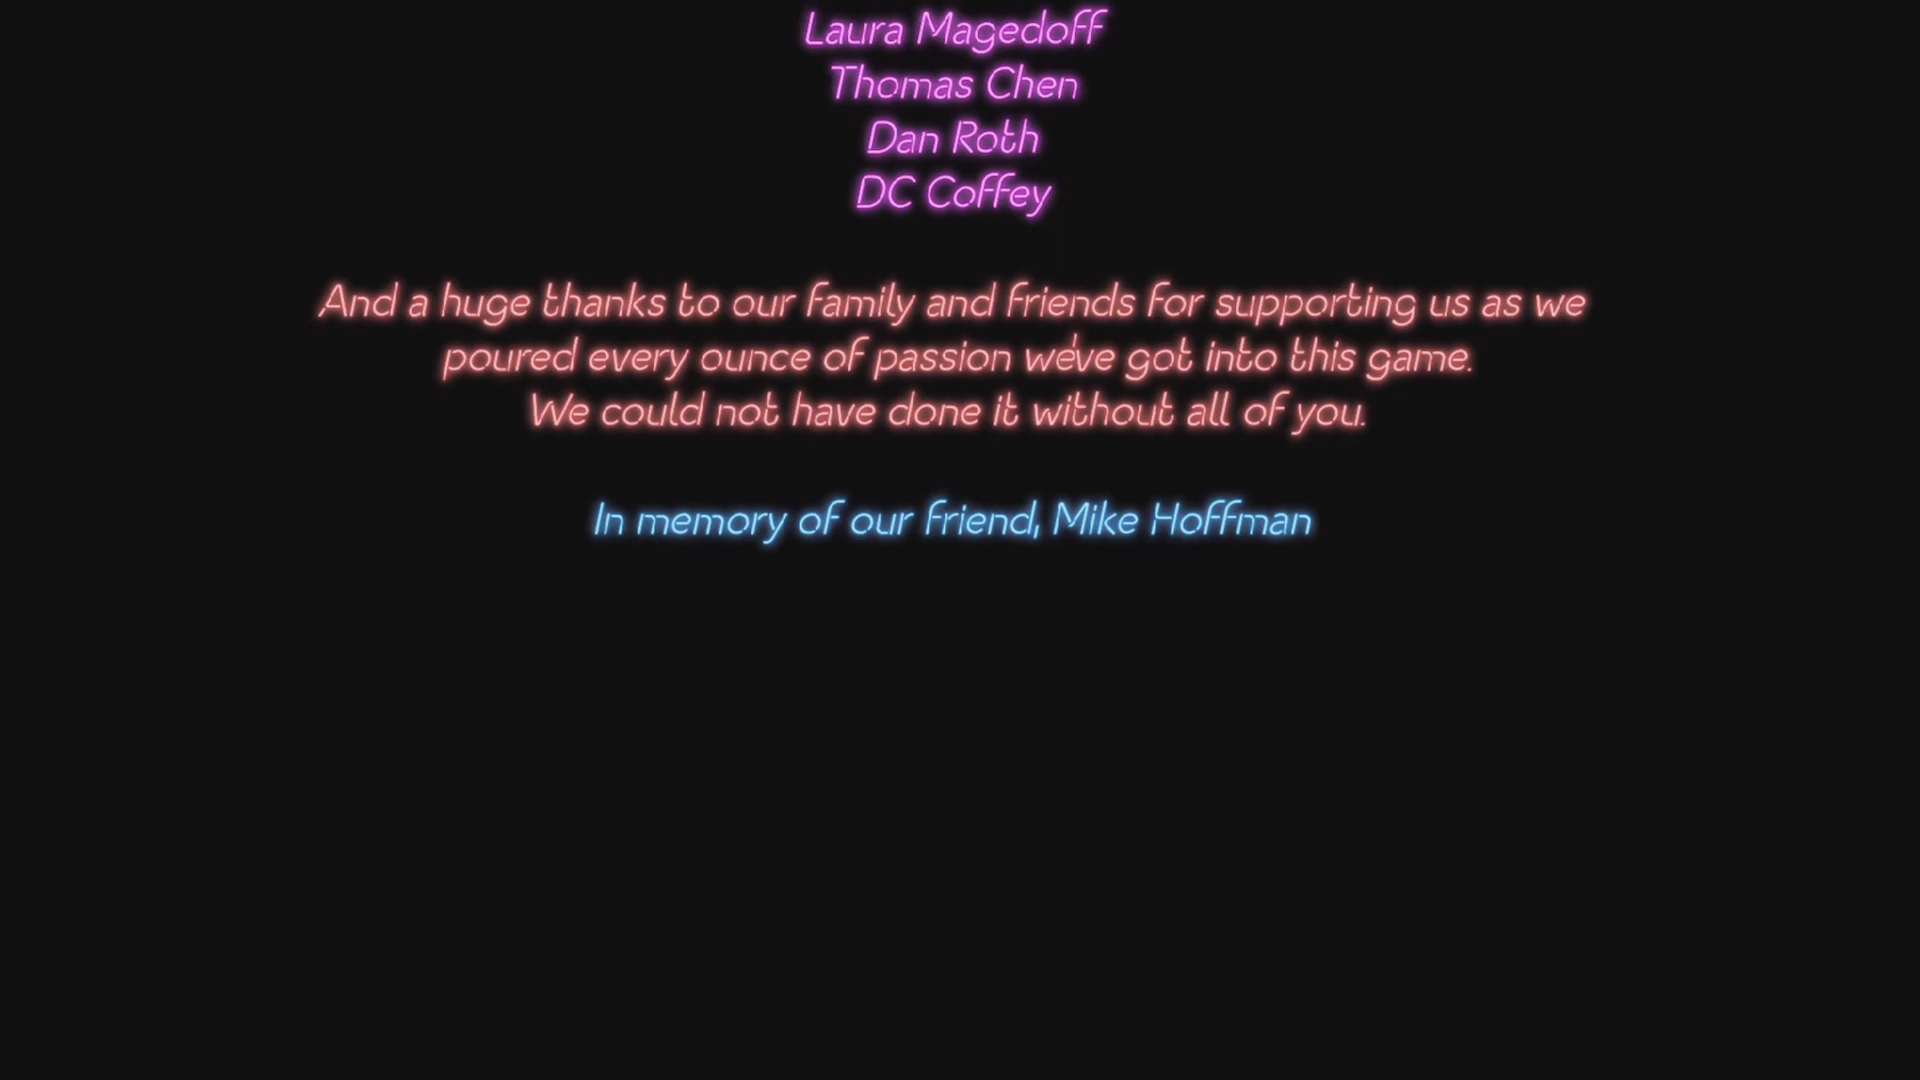 Laura Magedoff
Thomas Chen
Dan Roth
DC Coffey
And a huge thanks to our family and friends for supporting us as we
poured every ounce of passion we've got into this game.
We could not have done it without all of you.
In memory of our friend, Mike Hoffman